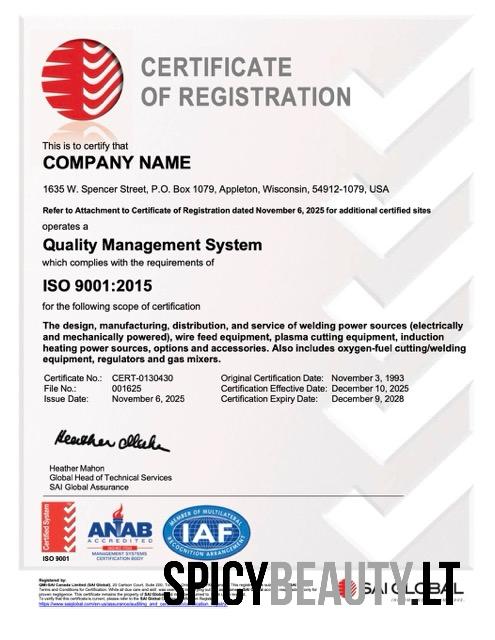 CERTIFICATE
OF REGISTRATION
This is to certify that
COMPANY NAME
1635 W. Spencer Street, P.O. Box 1079, Appleton, Wisconsin, 54912-1079, USA
Refer to Attachment to Certificate of Registration dated November 6, 2025 for additional certified sites
operates a
Quality Management System
which complies with the requirements of
ISO 9001:2015
for the following scope of certification
The design, manufacturing, distribution, and service of welding power sources (electrically
and mechanically powered), wire feed equipment, plasma cutting equipment, induction
heating power sources, options and accessories. Also includes oxygen-fuel cutting/welding
equipment, regulators and gas mixers.
Certificate No.: CERT-0130430 Original Certification Date: November 3, 1993
File No.: 001625 Certification Effective Date: December 10, 2025
Issue Date: November 6, 2025 Certification Expiry Date: December 9, 2028
Heather Mahon
Heather Mahon
Global Head of Technical Services
SAI Global Assurance
Certified System
ISO 9001
ANAB
ACCREDITED
MANAGEMENT SYSTEMS
CERTIFICATION BODY
MEMBER OF MULTILATERAL
IAF
RECOGNITION ARRANGEMENT
Registered by:
SAI GLOBAL
SPICYBEAUTY.LT